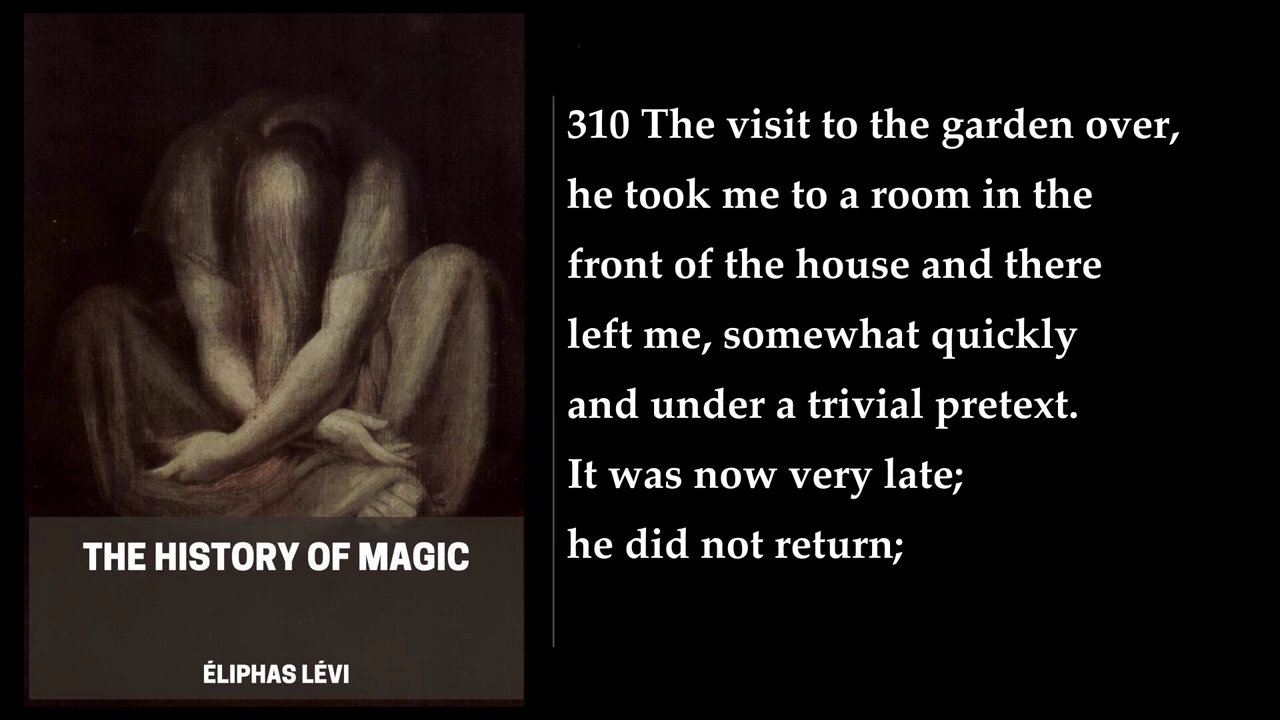 THE HISTORY OF MAGIC
ÉLIPHAS LÉVI
310 The visit to the garden over,
he took me to a room in the
front of the house and there
left me, somewhat quickly
and under a trivial pretext.
It was now very late;
he did not return;